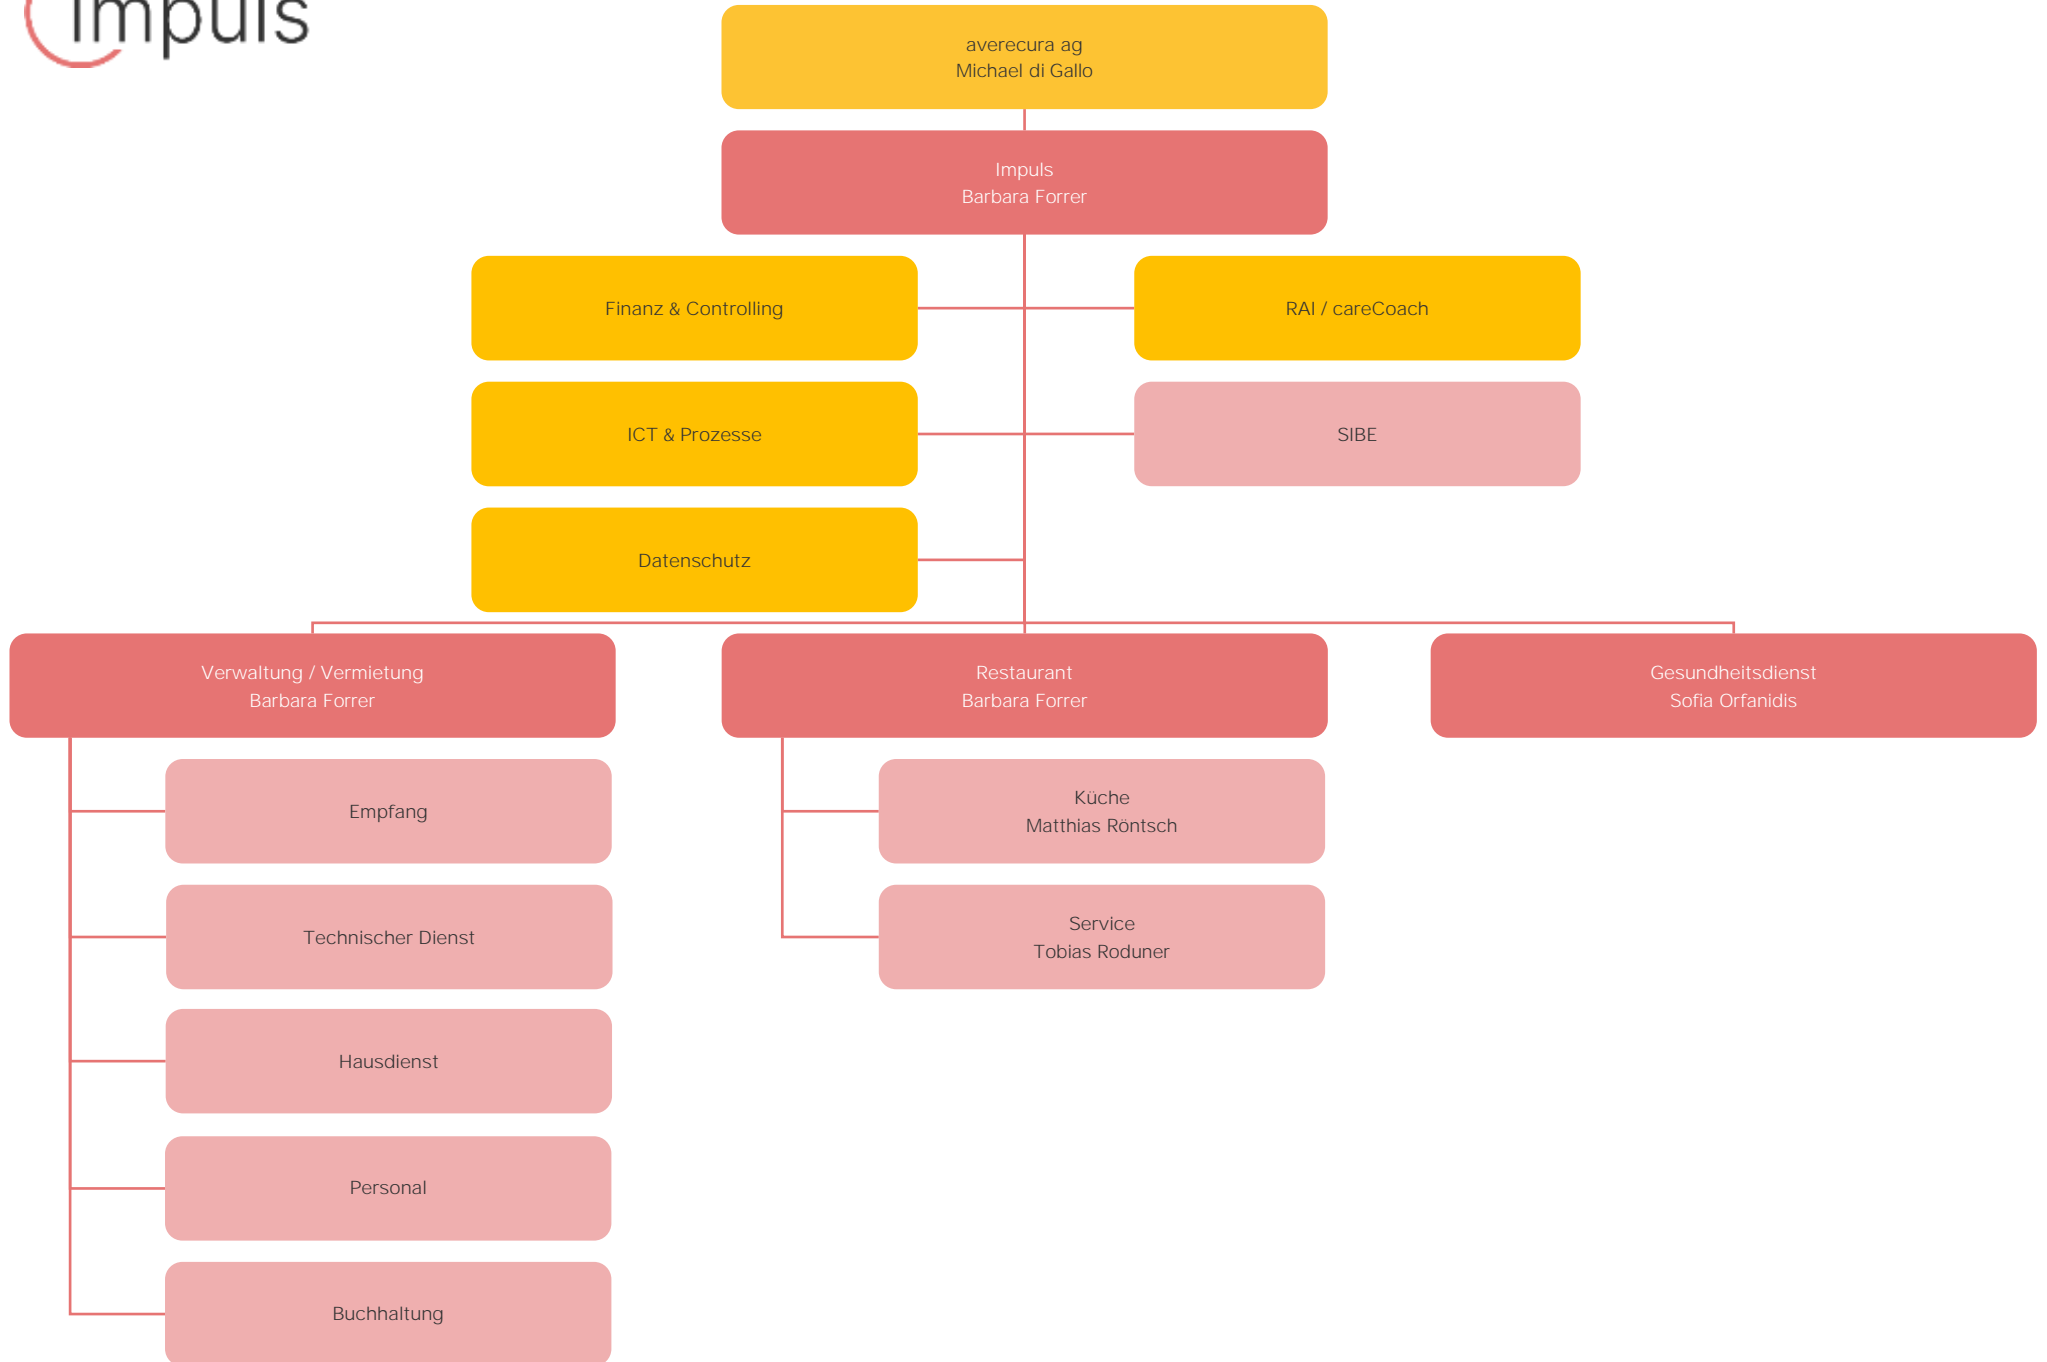 impuls
averecura ag
Michael di Gallo
Impuls
Barbara Forrer
Finanz & Controlling
RAI / careCoach
ICT & Prozesse
SIBE
Datenschutz
Verwaltung / Vermietung
Barbara Forrer
Restaurant
Barbara Forrer
Gesundheitsdienst
Sofia Orfanidis
Empfang
Küche
Matthias Röntsch
Technischer Dienst
Service
Tobias Roduner
Hausdienst
Personal
Buchhaltung